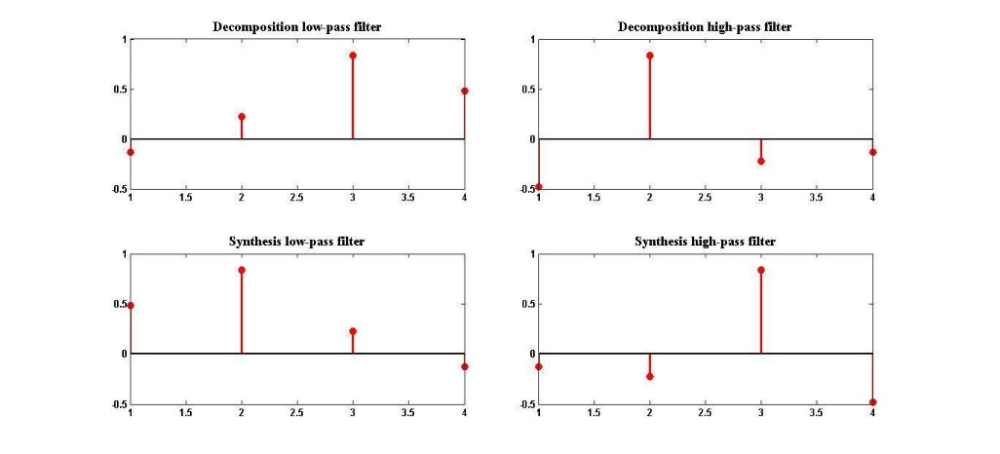 Decomposition low-pass filter
1
0.5
0
-0.5
1 1.5 2 2.5 3 3.5 4
Decomposition high-pass filter
1
0.5
0
-0.5
1 1.5 2 2.5 3 3.5 4
Synthesis low-pass filter
1
0.5
0
-0.5
1 1.5 2 2.5 3 3.5 4
Synthesis high-pass filter
1
0.5
0
-0.5
1 1.5 2 2.5 3 3.5 4